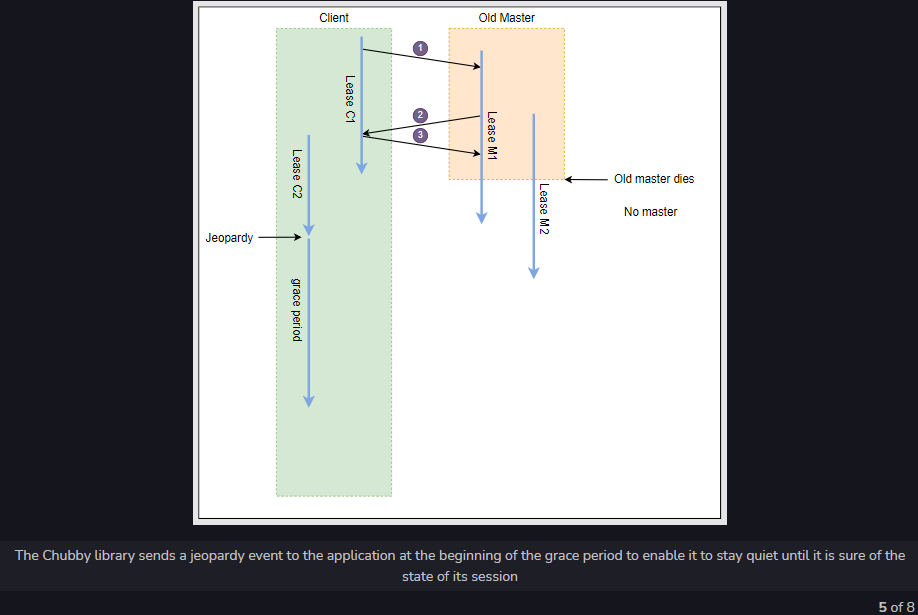 Client
Old Master
1
Lease C1
2
3
Lease M1
Lease C2
Old master dies
Lease M2
No master
Jeopardy
grace period
The Chubby library sends a jeopardy event to the application at the beginning of the grace period to enable it to stay quiet until it is sure of the
state of its session
5 of 8